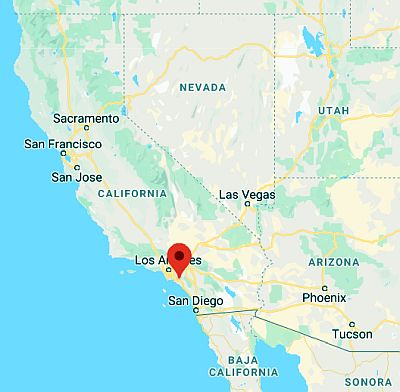 NEVADA
UTAH
Sacramento
San Francisco
San Jose
CALIFORNIA
Las Vegas
Los A les
ARIZONA
San Diego
Phoenix
Tucson
BAJA
CALIFORNIA
SONORA